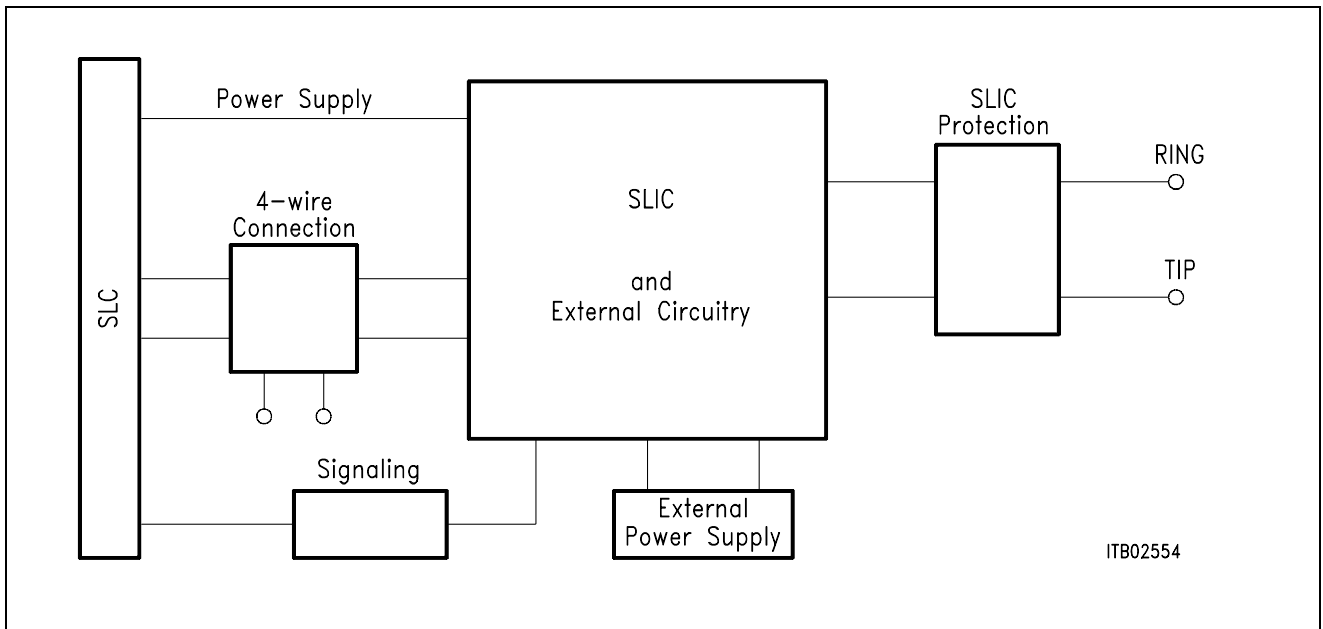 Power Supply
SLIC
Protection
RING
4-wire
Connection
SLIC
and
External Circuitry
TIP
SLC
Signaling
External
Power Supply
ITB02554